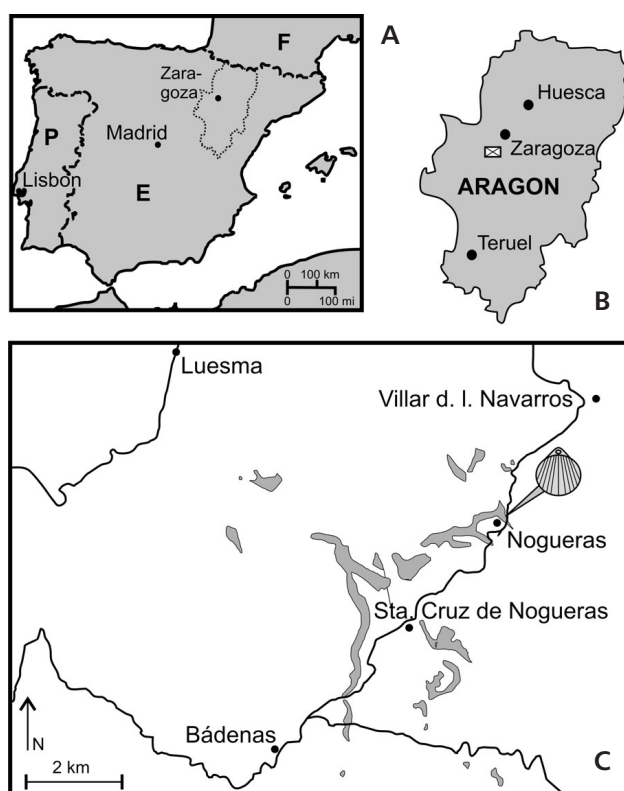 A
F
Zara-
goza
P
Madrid
Lisbon
E
0 100 km
0 100 mi
Huesca
Zaragoza
ARAGON
Teruel
B
Luesma
Villar d. l. Navarros
Nogueras
Sta. Cruz de Nogueras
Bádenas
N
2 km
C